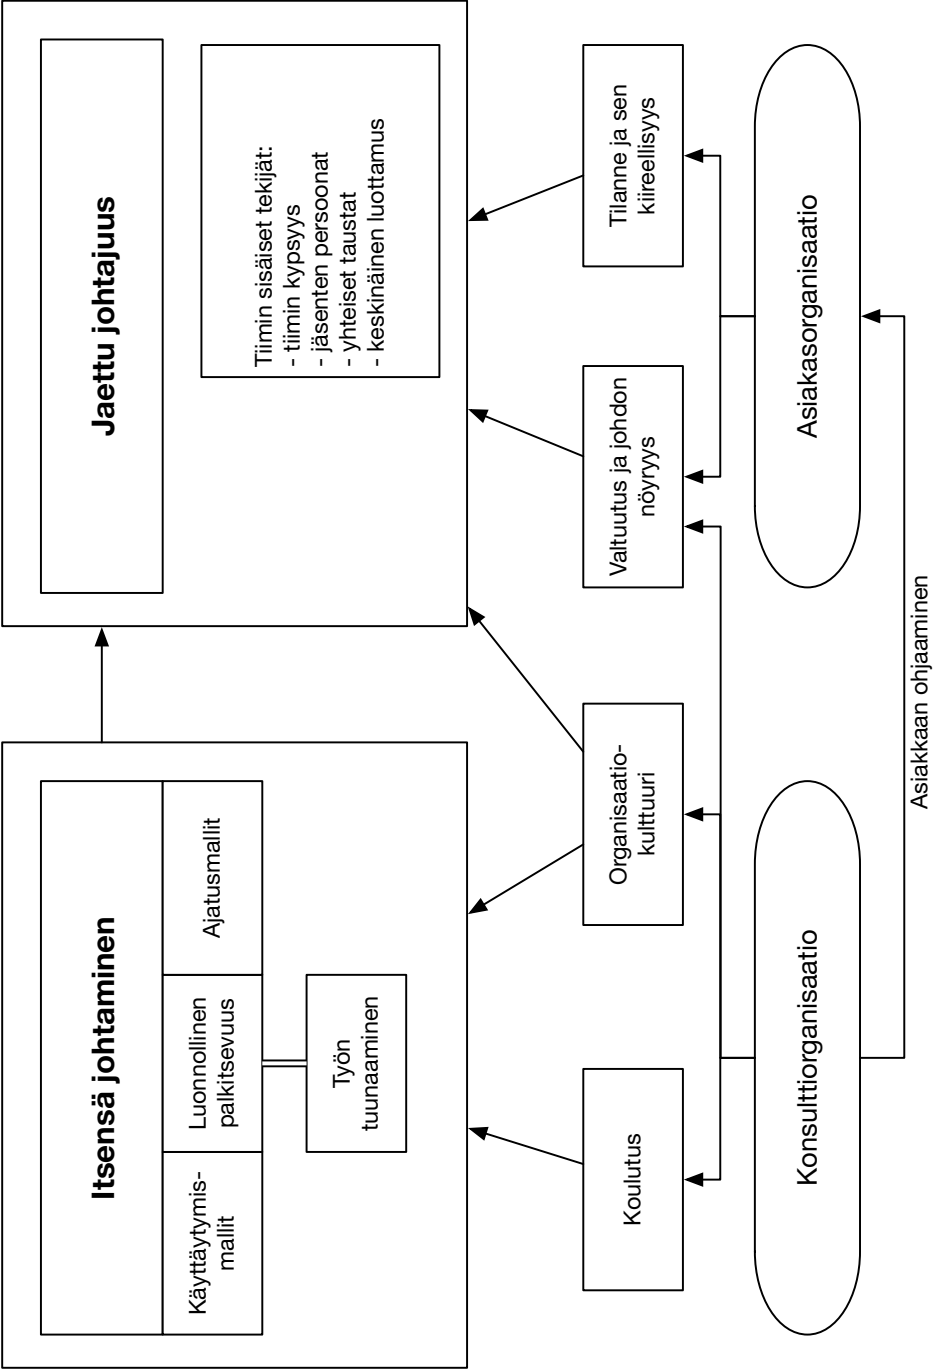 Itsensä johtaminen
Käyttäytymis-
mallit
Luonnollinen
palkitsevuus
Ajatusmallit
Työn
tuunaaminen
Jaettu johtajuus
Tiimin sisäiset tekijät:
- tiimin kypsyys
- jäsenten persoonat
- yhteiset taustat
- keskinäinen luottamus
Koulutus
Organisaatio-
kulttuuri
Valtuutus ja johdon
nöyryys
Tilanne ja sen
kiireellisyys
Konsulttiorganisaatio
Asiakasorganisaatio
Asiakkaan ohjaaminen